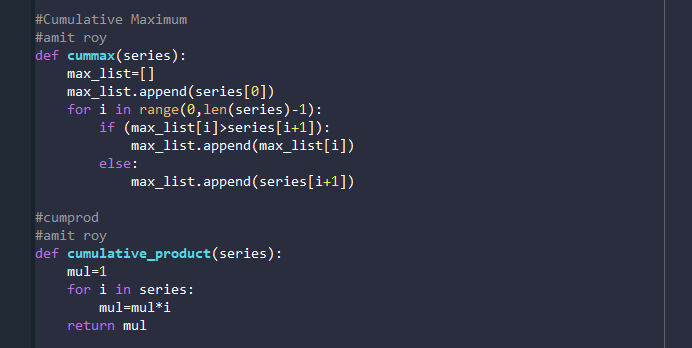 #Cumulative Maximum
#amit roy
def cummax(series):
    max_list=[]
    max_list.append(series[0])
    for i in range(0,len(series)-1):
        if (max_list[i]>series[i+1]):
            max_list.append(max_list[i])
        else:
            max_list.append(series[i+1])

#cumprod
#amit roy
def cumulative_product(series):
    mul=1
    for i in series:
        mul=mul*i
    return mul